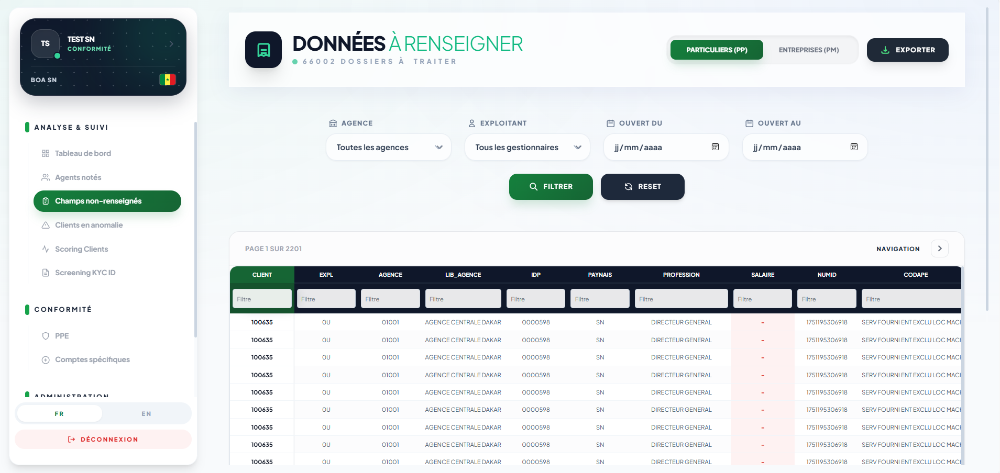 TS
TEST SN
CONFORMITÉ
BOA SN
ANALYSE & SUIVI
Tableau de bord
Agents notés
Champs non-renseignés
Clients en anomalie
Scoring Clients
Screening KYC ID
CONFORMITÉ
PPE
Comptes spécifiques
ADMINISTRATION
FR EN
DÉCONNEXION
DONNÉES À RENSEIGNER
66002 DOSSIERS À TRAITER
PARTICULIERS (PP) ENTREPRISES (PM) EXPORTER
AGENCE EXPLOITANT OUVERT DU OUVERT AU
Toutes les agences Tous les gestionnaires jj/mm/aaaa jj/mm/aaaa
FILTRER RESET
PAGE 1 SUR 2201 NAVIGATION
CLIENT EXPL AGENCE LIB_AGENCE IDP PAYNAIS PROFESSION SALAIRE NUMID CODAPE
Filtre Filtre Filtre Filtre Filtre Filtre Filtre Filtre Filtre Filtre
100635 0U 01001 AGENCE CENTRALE DAKAR 0000598 SN DIRECTEUR GENERAL - 1751195306918 SERV FOURNI ENT EXCLU LOC MACH
100635 0U 01001 AGENCE CENTRALE DAKAR 0000598 SN DIRECTEUR GENERAL - 1751195306918 SERV FOURNI ENT EXCLU LOC MACH
100635 0U 01001 AGENCE CENTRALE DAKAR 0000598 SN DIRECTEUR GENERAL - 1751195306918 SERV FOURNI ENT EXCLU LOC MACH
100635 0U 01001 AGENCE CENTRALE DAKAR 0000598 SN DIRECTEUR GENERAL - 1751195306918 SERV FOURNI ENT EXCLU LOC MACH
100635 0U 01001 AGENCE CENTRALE DAKAR 0000598 SN DIRECTEUR GENERAL - 1751195306918 SERV FOURNI ENT EXCLU LOC MACH
100635 0U 01001 AGENCE CENTRALE DAKAR 0000598 SN DIRECTEUR GENERAL - 1751195306918 SERV FOURNI ENT EXCLU LOC MACH
100635 0U 01001 AGENCE CENTRALE DAKAR 0000598 SN DIRECTEUR GENERAL - 1751195306918 SERV FOURNI ENT EXCLU LOC MACH
100635 0U 01001 AGENCE CENTRALE DAKAR 0000598 SN DIRECTEUR GENERAL - 1751195306918 SERV FOURNI ENT EXCLU LOC MACH
100635 0U 01001 AGENCE CENTRALE DAKAR 0000598 SN DIRECTEUR GENERAL - 1751195306918 SERV FOURNI ENT EXCLU LOC MACH